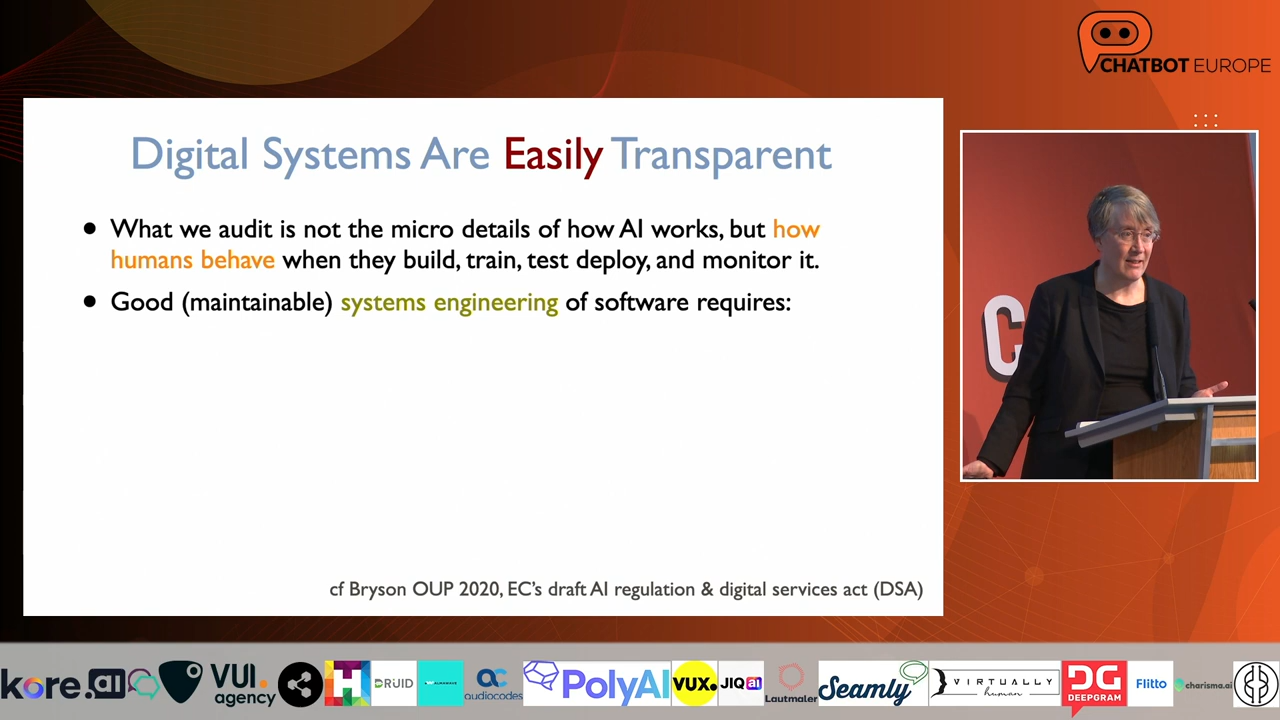 CHATBOT EUROPE
Digital Systems Are Easily Transparent
• What we audit is not the micro details of how AI works, but how
humans behave when they build, train, test deploy, and monitor it.
• Good (maintainable) systems engineering of software requires:
cf Bryson OUP 2020, EC's draft AI regulation & digital services act (DSA)
C
kore.ai
VUI.
agency
H
DRUID
audiocodes
PolyAI
VUX.
JIQ ai
Lautmaler
Seamly
VIRTUALLY
human
DG
DEEPGRAM
Flitto
charisma.ai